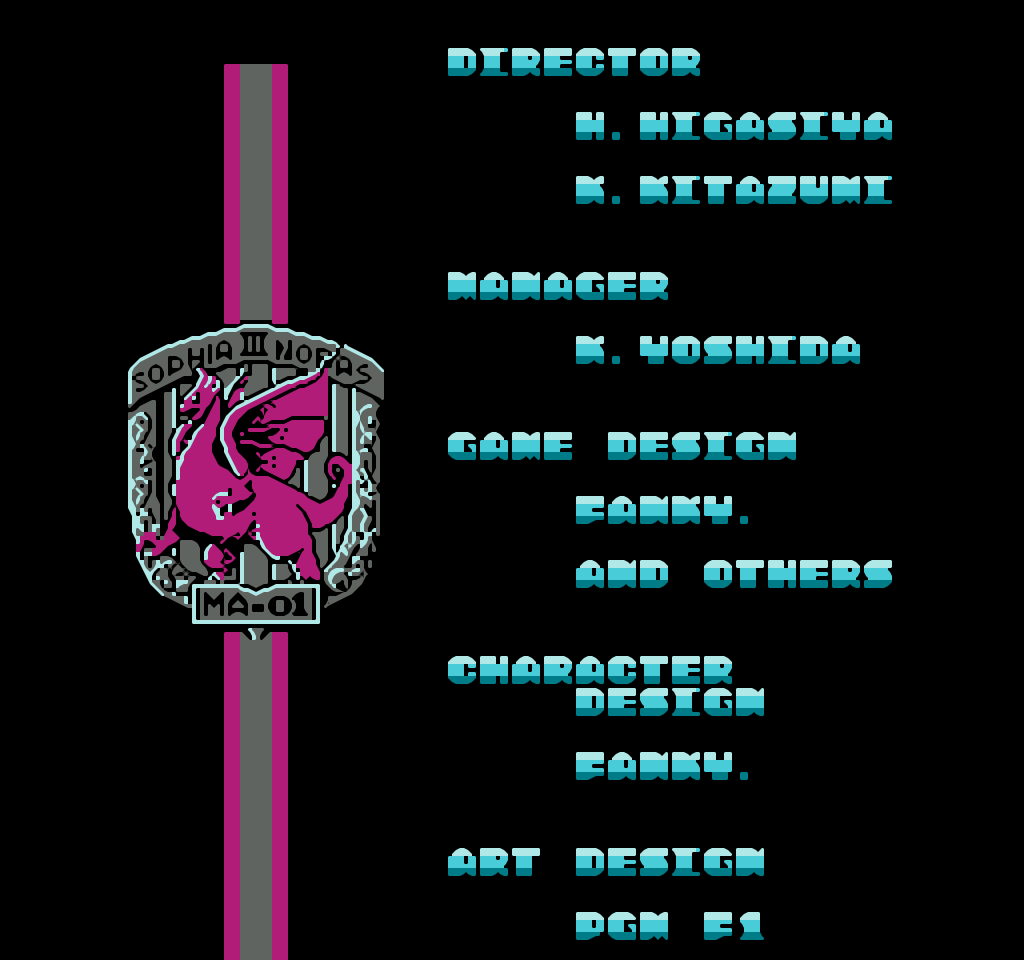 SOPHIA III NORAS
MA-01
DIRECTOR
H. HIGASIYA
K. KITAZUMI
MANAGER
K. YOSHIDA
GAME DESIGN
FANKY.
AND OTHERS
CHARACTER
DESIGN
FANKY.
ART DESIGN
PGM F1